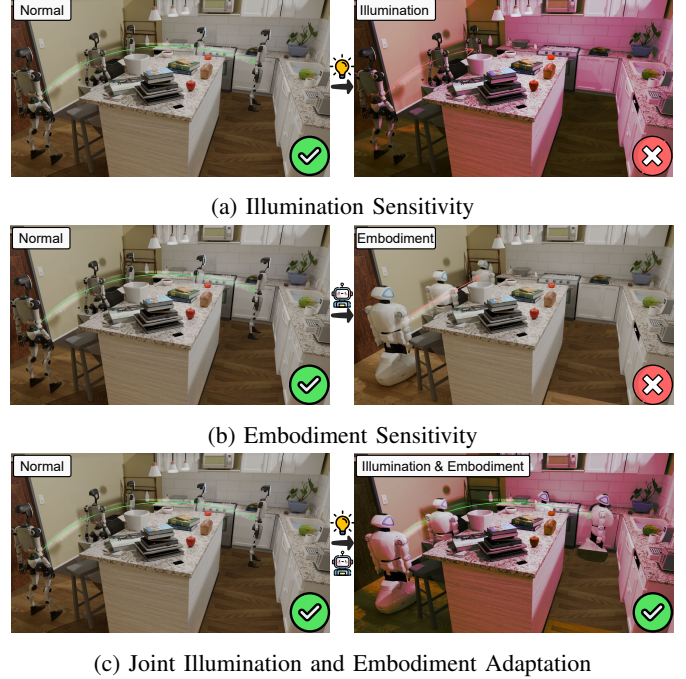 Normal
Illumination
(a) Illumination Sensitivity
Normal
Embodiment
(b) Embodiment Sensitivity
Normal
Illumination & Embodiment
(c) Joint Illumination and Embodiment Adaptation